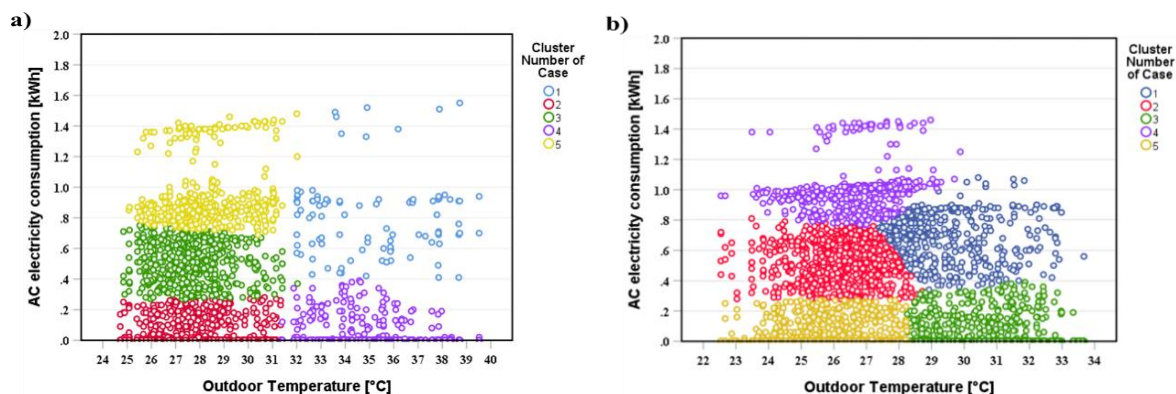 a)
AC electricity consumption [kWh]
2.0
1.8
1.6
1.4
1.2
1.0
.8
.6
.4
.2
.0
24 25 26 27 28 29 30 31 32 33 34 35 36 37 38 39 40
Outdoor Temperature [°C]
Cluster
Number of
Case
1
2
3
4
5
b)
AC electricity consumption [kWh]
2.0
1.8
1.6
1.4
1.2
1.0
.8
.6
.4
.2
.0
22 23 24 25 26 27 28 29 30 31 32 33 34
Outdoor Temperature [°C]
Cluster
Number
of Case
1
2
3
4
5